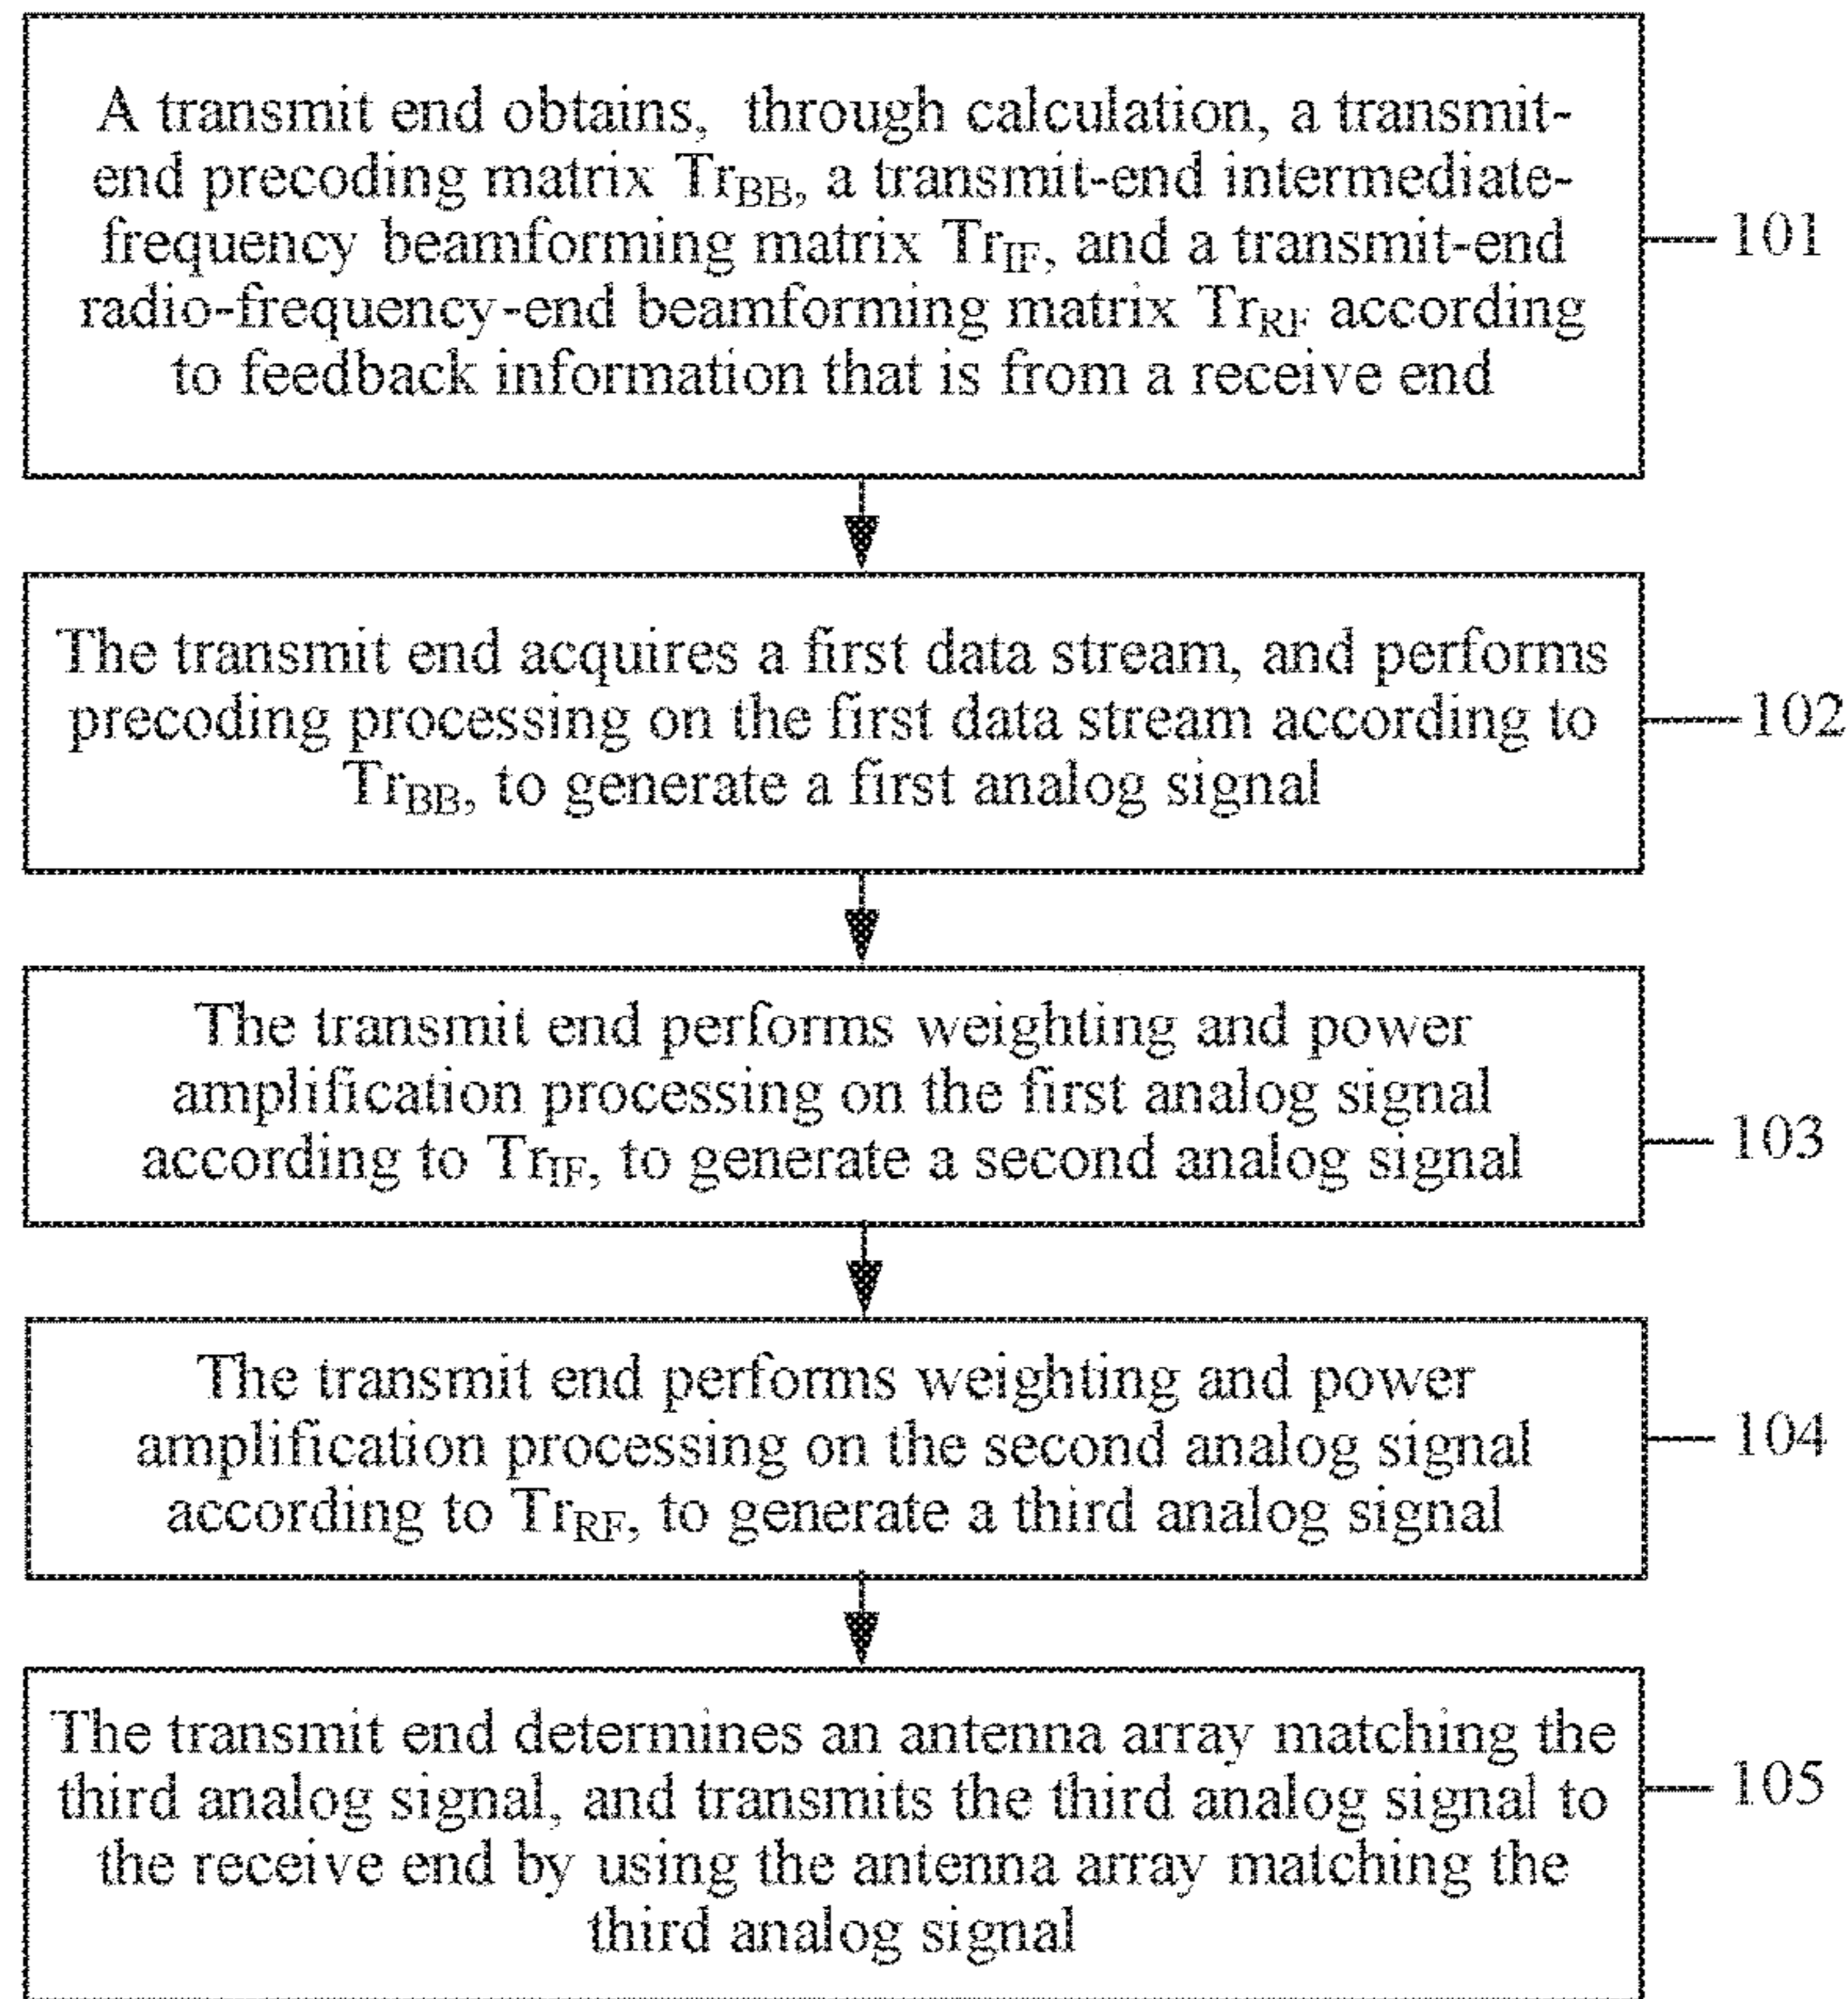 A transmit end obtains, through calculation, a transmit-
end precoding matrix Tr_BB, a transmit-end intermediate-
frequency beamforming matrix Tr_IF, and a transmit-end
radio-frequency-end beamforming matrix Tr_RF according
to feedback information that is from a receive end
101
The transmit end acquires a first data stream, and performs
precoding processing on the first data stream according to
Tr_BB, to generate a first analog signal
102
The transmit end performs weighting and power
amplification processing on the first analog signal
according to Tr_IF, to generate a second analog signal
103
The transmit end performs weighting and power
amplification processing on the second analog signal
according to Tr_RF, to generate a third analog signal
104
The transmit end determines an antenna array matching the
third analog signal, and transmits the third analog signal to
the receive end by using the antenna array matching the
third analog signal
105